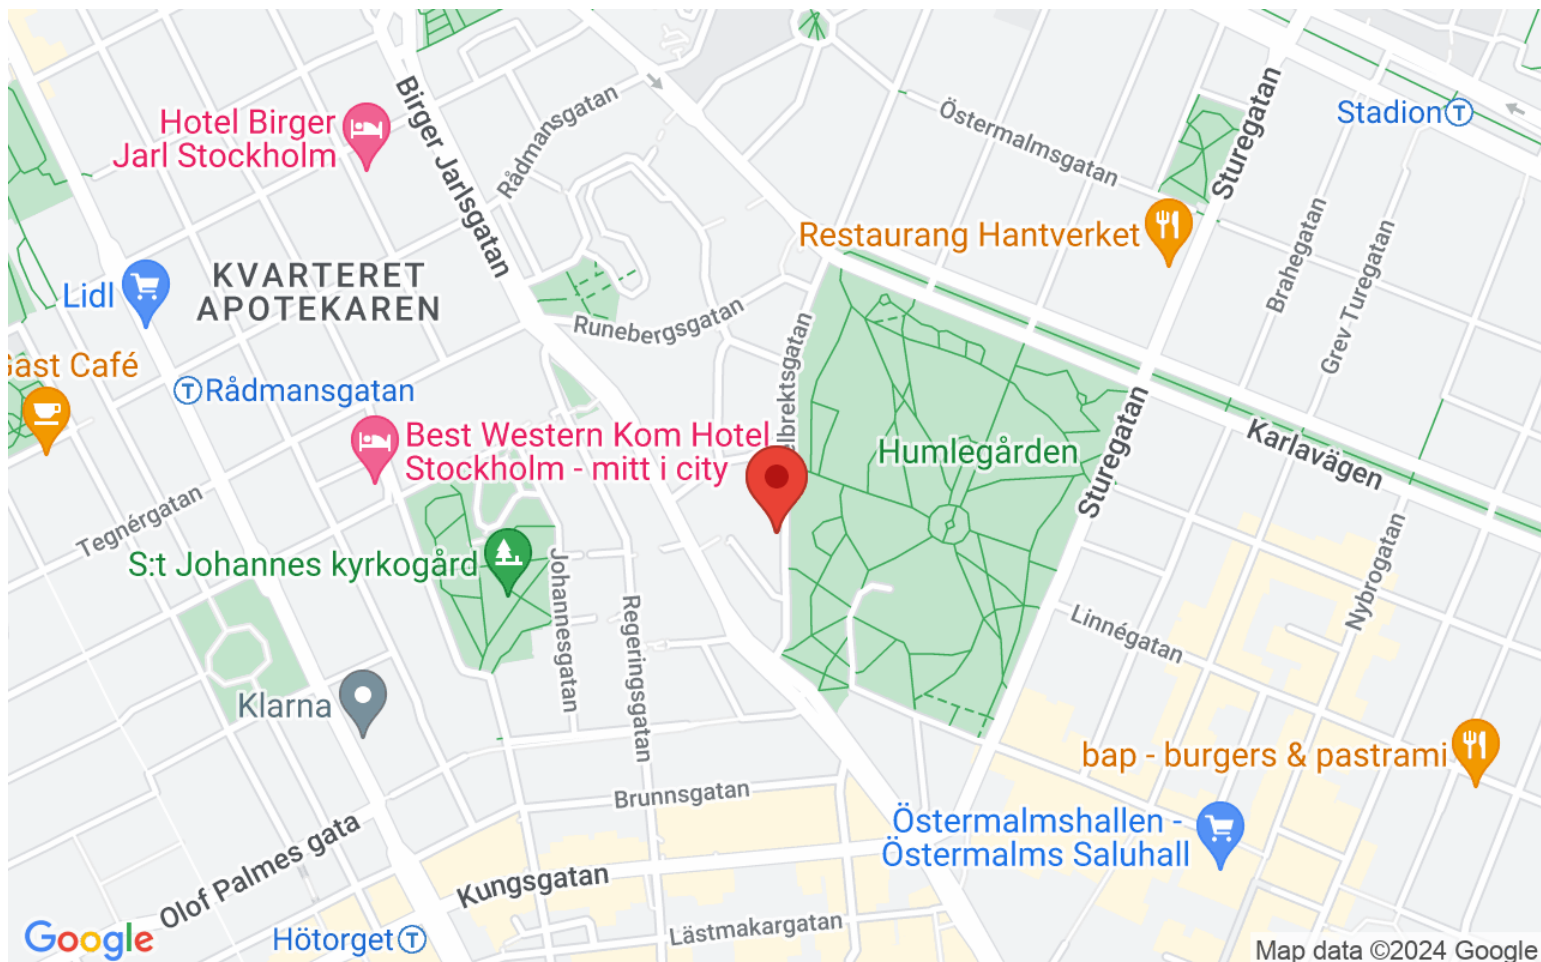 Birger Jarlsgatan
Rådmansgatan
Östermalmsgatan
Sturegatan
Stadion
T
Hotel Birger
Jarl Stockholm
Restaurang Hantverket
Brahegatan
Grev Turegatan
KVARTERET
APOTEKAREN
Lidl
Runebergsgatan
elbrektsgatan
Café
T
Rådmansgatan
Best Western Kom Hotel
Stockholm - mitt i city
Humlegården
Sturegatan
Karlavägen
Tegnérgatan
S:t Johannes kyrkogård
Johannesgatan
Regeringsgatan
Linnégatan
Nybrogatan
Klarna
bap - burgers & pastrami
Brunnsgatan
Östermalmshallen -
Östermalms Saluhall
Olof Palmes gata
Kungsgatan
Lästmakargatan
Hötorget
T
Google
Map data ©2024 Google